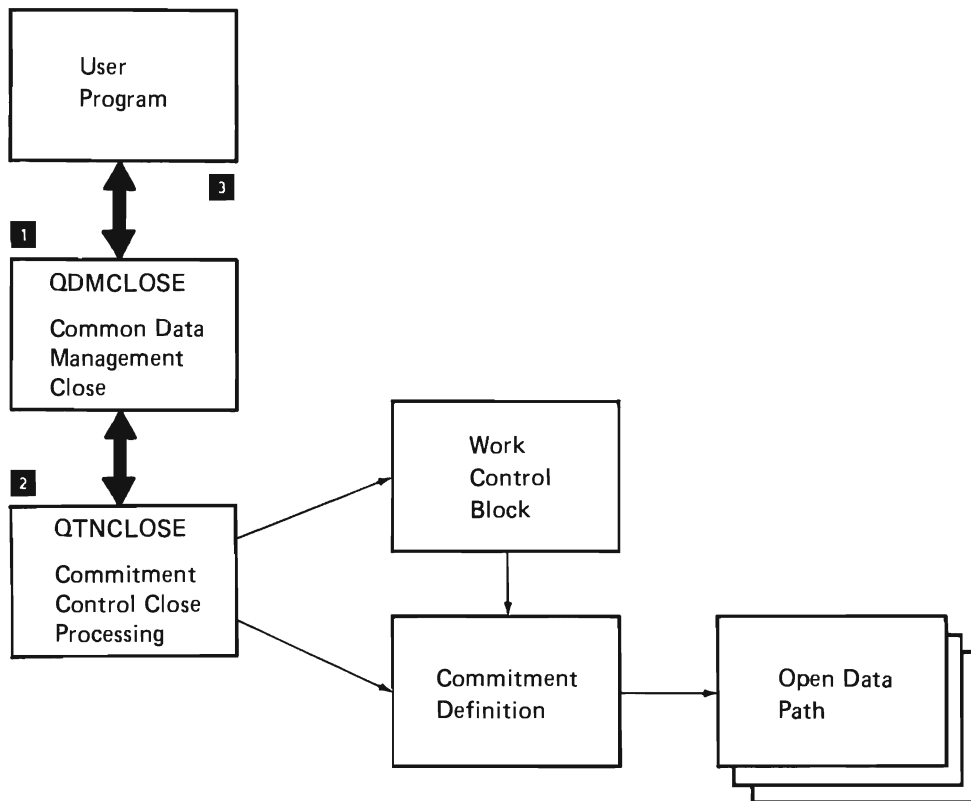 User
Program
3
1
QDMCLOSE
Common Data
Management
Close
2
QTNCLOSE
Commitment
Control Close
Processing
Work
Control
Block
Commitment
Definition
Open Data
Path